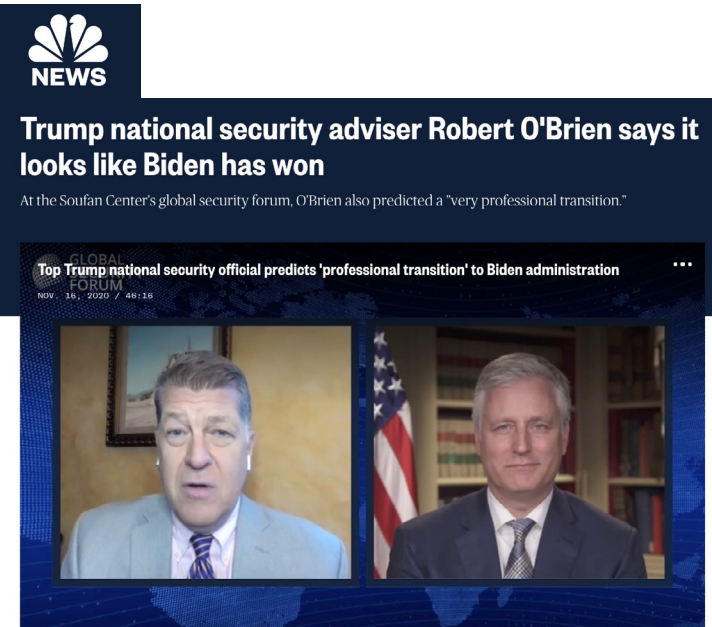 NEWS
Trump national security adviser Robert O'Brien says it
looks like Biden has won
At the Soufan Center's global security forum, O'Brien also predicted a "very professional transition."
GLOBAL
SECURITY
FORUM
Top Trump national security official predicts 'professional transition' to Biden administration
NOV. 16, 2020 / 46:16